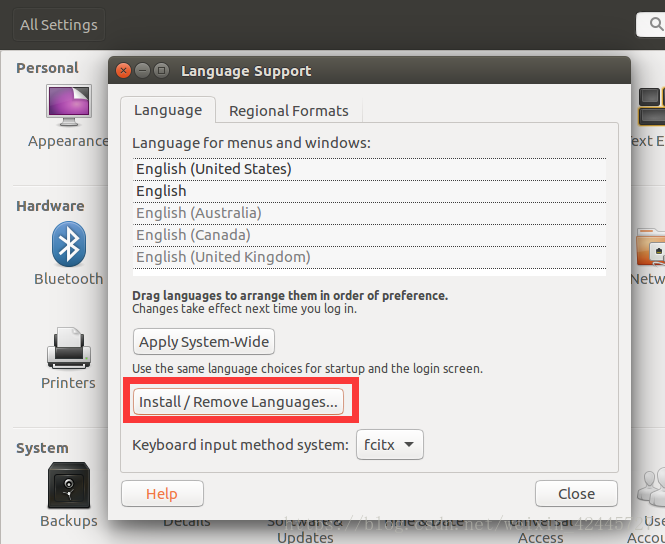 All Settings
Personal
Appearance
Hardware
Bluetooth
Printers
System
Backups
Details
Software &
Updates
Time & Date
Universal
Access
Use
Accou
Text E
Netw
Language Support
Language
Regional Formats
Language for menus and windows:
English (United States)
English
English (Australia)
English (Canada)
English (United Kingdom)
Drag languages to arrange them in order of preference.
Changes take effect next time you log in.
Apply System-Wide
Use the same language choices for startup and the login screen.
Install / Remove Languages...
Keyboard input method system:
fcitx
Help
Close